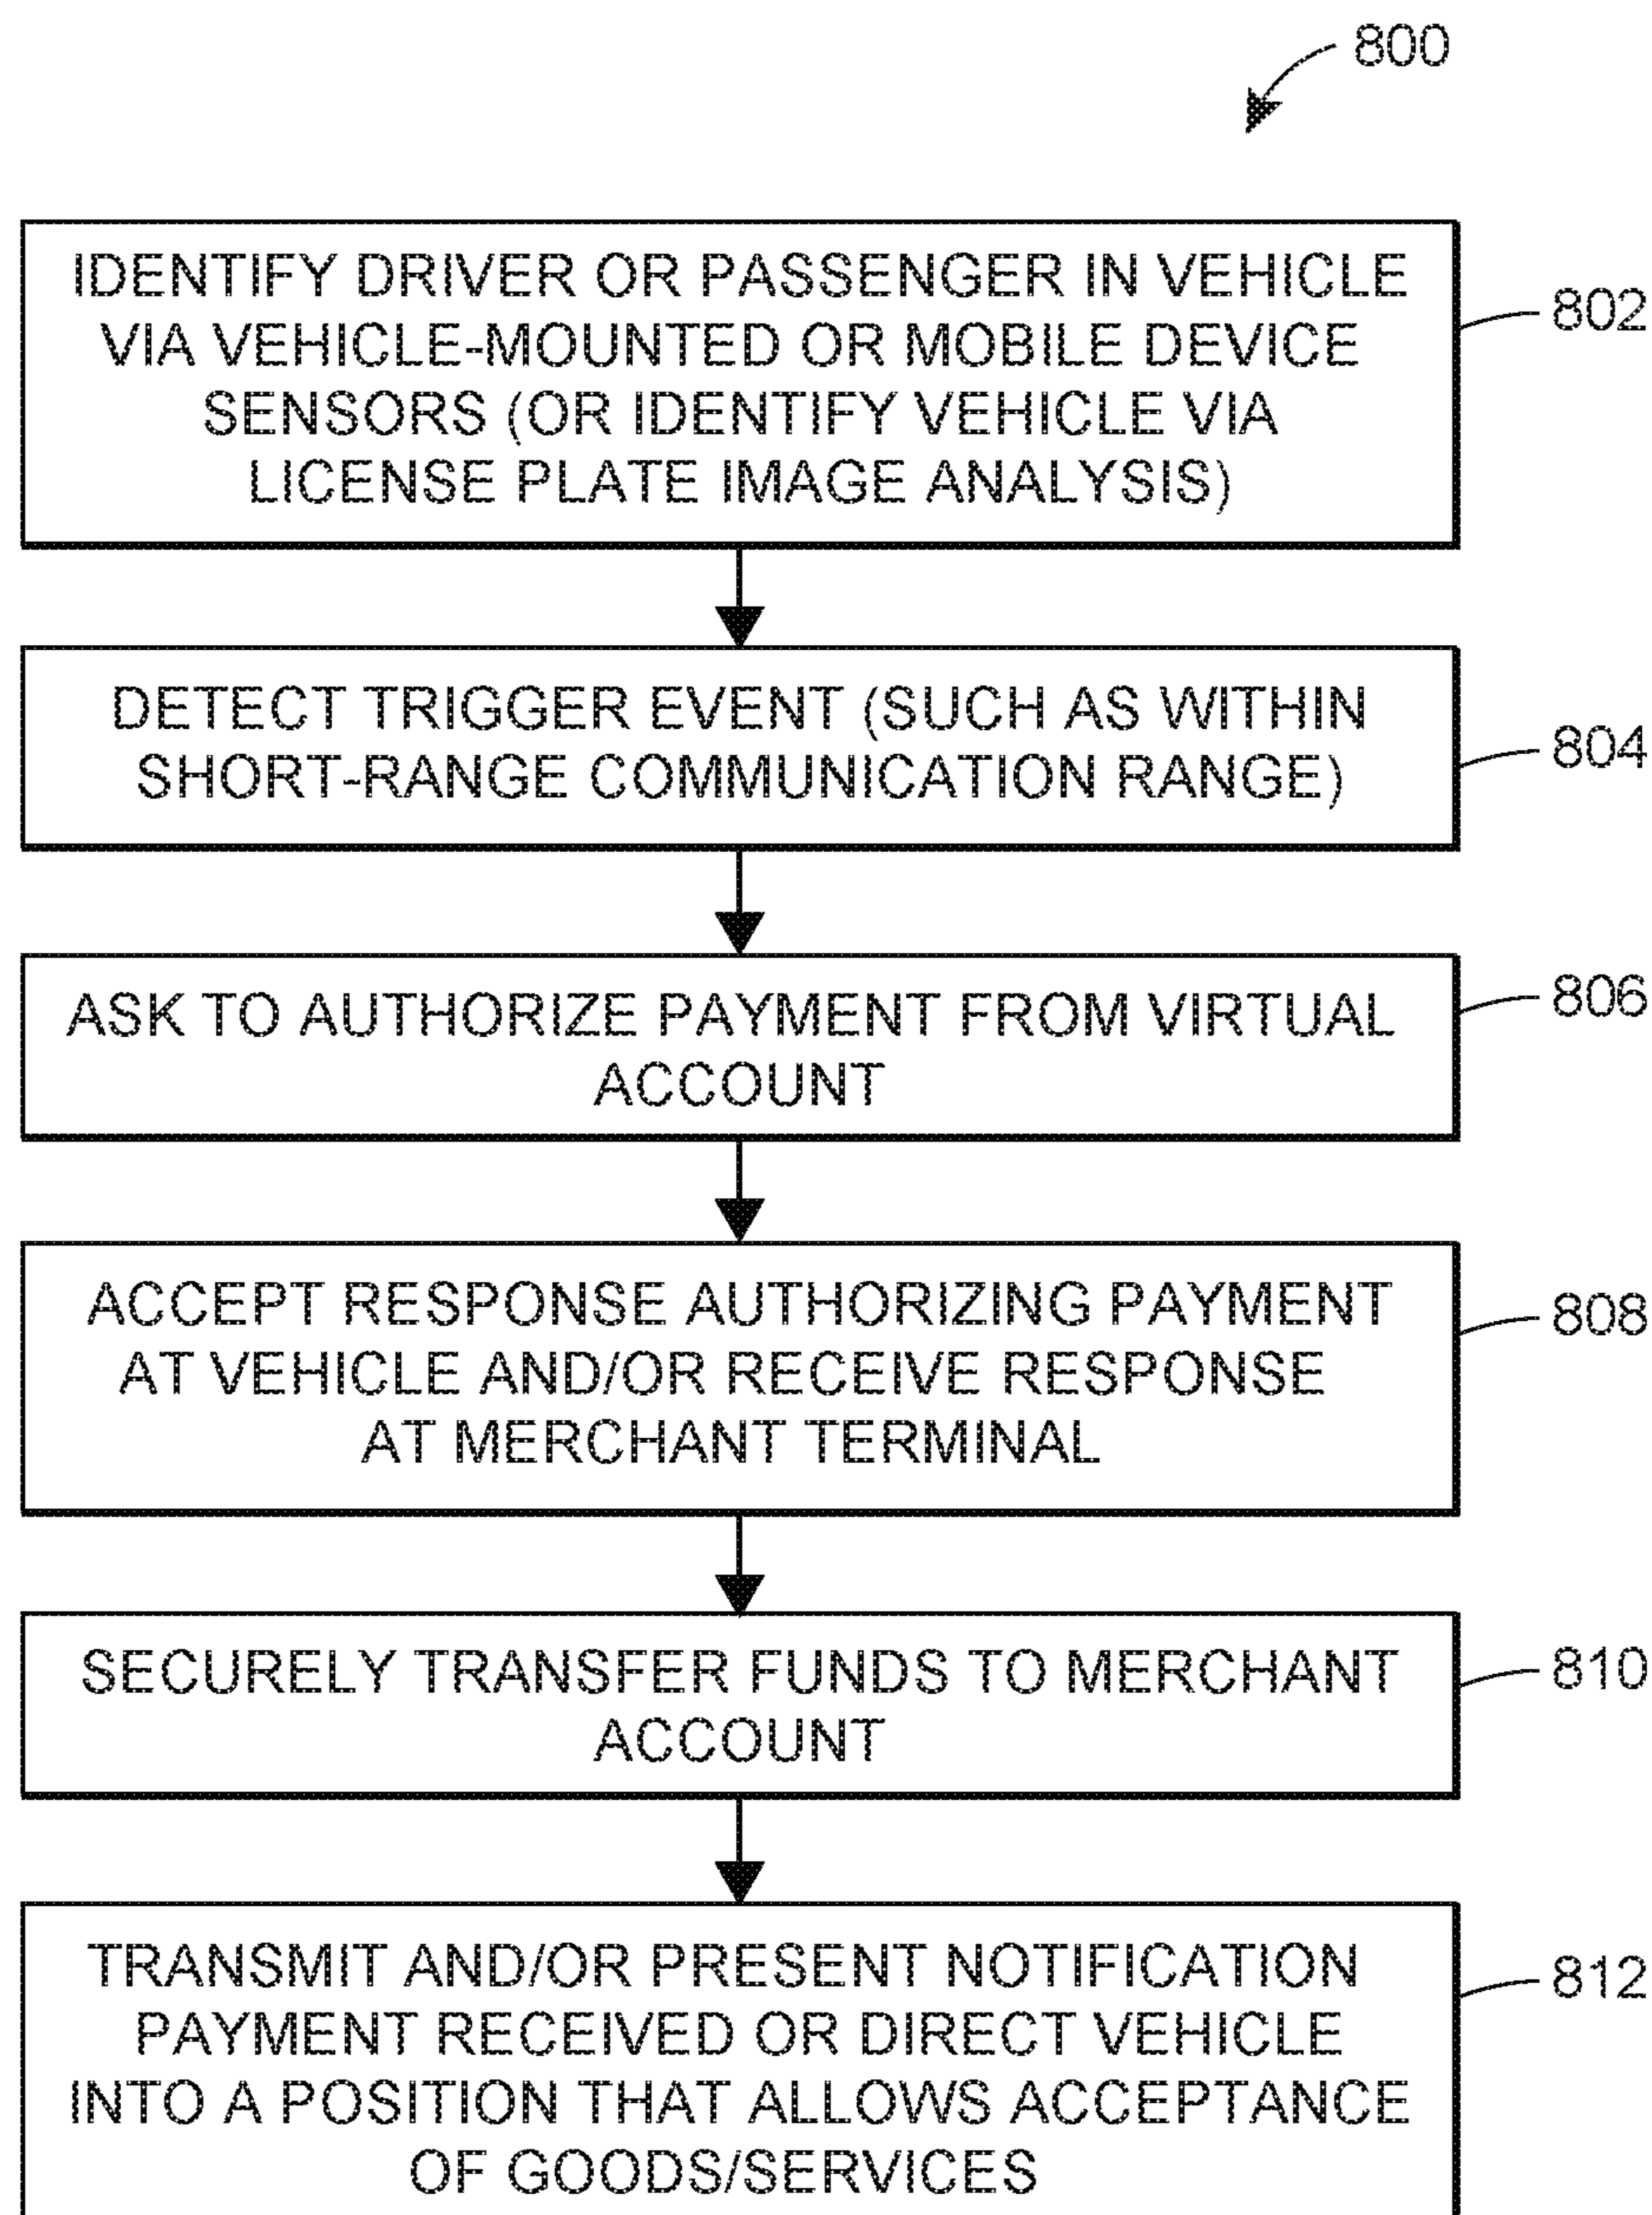 800
IDENTIFY DRIVER OR PASSENGER IN VEHICLE
VIA VEHICLE-MOUNTED OR MOBILE DEVICE
SENSORS (OR IDENTIFY VEHICLE VIA
LICENSE PLATE IMAGE ANALYSIS)
802
DETECT TRIGGER EVENT (SUCH AS WITHIN
SHORT-RANGE COMMUNICATION RANGE)
804
ASK TO AUTHORIZE PAYMENT FROM VIRTUAL
ACCOUNT
806
ACCEPT RESPONSE AUTHORIZING PAYMENT
AT VEHICLE AND/OR RECEIVE RESPONSE
AT MERCHANT TERMINAL
808
SECURELY TRANSFER FUNDS TO MERCHANT
ACCOUNT
810
TRANSMIT AND/OR PRESENT NOTIFICATION
PAYMENT RECEIVED OR DIRECT VEHICLE
INTO A POSITION THAT ALLOWS ACCEPTANCE
OF GOODS/SERVICES
812